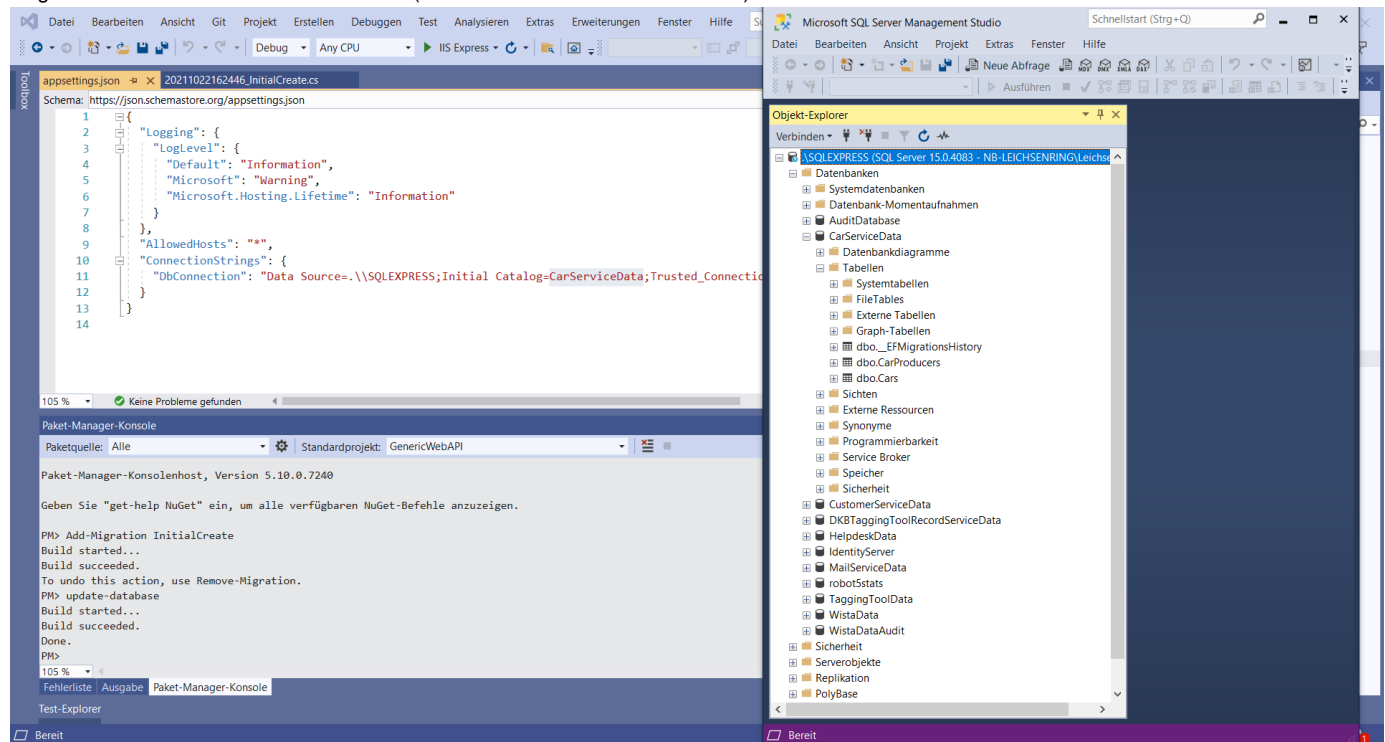 Datei Bearbeiten Ansicht Git Projekt Erstellen Debuggen Test Analysieren Extras Erweiterungen Fenster Hilfe
Debug Any CPU IIS Express
Toolbox
appsettings.json 20211022162446_InitialCreate.cs
Schema: https://json.schemastore.org/appsettings.json
1 {
2 "Logging": {
3 "LogLevel": {
4 "Default": "Information",
5 "Microsoft": "Warning",
6 "Microsoft.Hosting.Lifetime": "Information"
7 }
8 },
9 "AllowedHosts": "*",
10 "ConnectionStrings": {
11 "DbConnection": "Data Source=.\\SQLEXPRESS;Initial Catalog=CarServiceData;Trusted_Connectio
12 }
13 }
14
105 % Keine Probleme gefunden
Paket-Manager-Konsole
Paketquelle: Alle Standardprojekt: GenericWebAPI
Paket-Manager-Konsolenhost, Version 5.10.0.7240
Geben Sie "get-help NuGet" ein, um alle verfügbaren NuGet-Befehle anzuzeigen.
PM> Add-Migration InitialCreate
Build started...
Build succeeded.
To undo this action, use Remove-Migration.
PM> update-database
Build started...
Build succeeded.
Done.
PM>
105 %
Fehlerliste Ausgabe Paket-Manager-Konsole
Test-Explorer
Bereit
Microsoft SQL Server Management Studio
Schnellstart (Strg+Q)
Datei Bearbeiten Ansicht Projekt Extras Fenster Hilfe
Neue Abfrage MDX DMX XMLA DAX
Ausführen
Objekt-Explorer
Verbinden
.\SQLEXPRESS (SQL Server 15.0.4083 - NB-LEICHSENRING\Leichse
Datenbanken
Systemdatenbanken
Datenbank-Momentaufnahmen
AuditDatabase
CarServiceData
Datenbankdiagramme
Tabellen
Systemtabellen
FileTables
Externe Tabellen
Graph-Tabellen
dbo.__EFMigrationsHistory
dbo.CarProducers
dbo.Cars
Sichten
Externe Ressourcen
Synonyme
Programmierbarkeit
Service Broker
Speicher
Sicherheit
CustomerServiceData
DKBTaggingToolRecordServiceData
HelpdeskData
IdentityServer
MailServiceData
robot5stats
TaggingToolData
WistaData
WistaDataAudit
Sicherheit
Serverobjekte
Replikation
PolyBase
Bereit
1